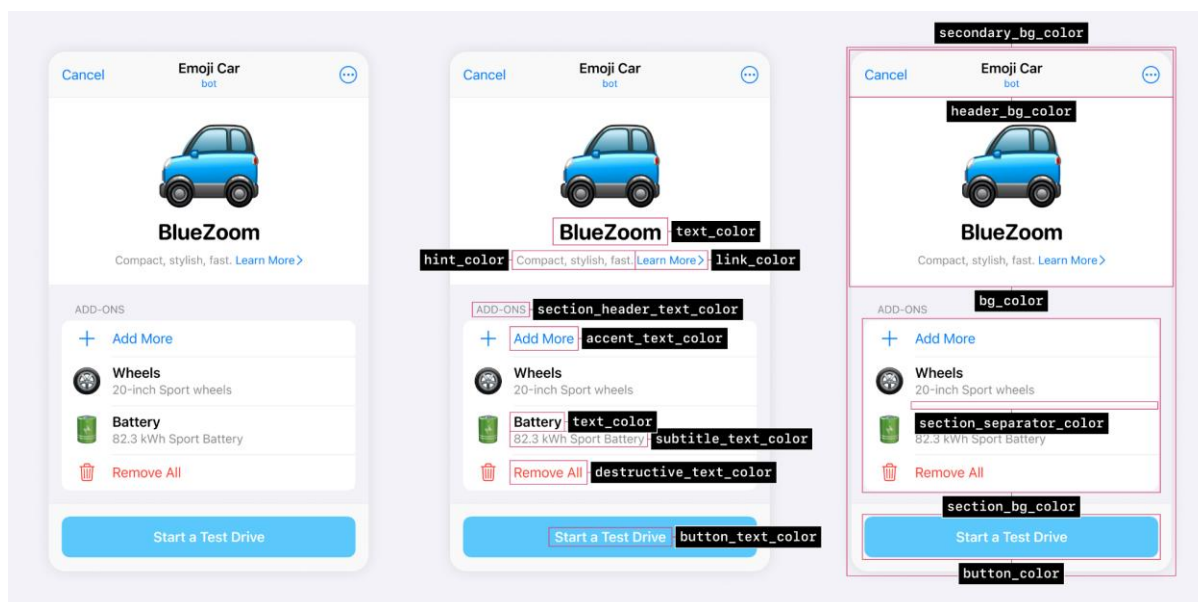 Cancel
Emoji Car
bot
BlueZoom
Compact, stylish, fast. Learn More
ADD-ONS
Add More
Wheels
20-inch Sport wheels
Battery
82.3 kWh Sport Battery
Remove All
Start a Test Drive
Cancel
Emoji Car
bot
BlueZoom
text_color
hint_color
Compact, stylish, fast. Learn More
link_color
ADD-ONS
section_header_text_color
Add More
accent_text_color
Wheels
20-inch Sport wheels
Battery
text_color
82.3 kWh Sport Battery
subtitle_text_color
Remove All
destructive_text_color
Start a Test Drive
button_text_color
secondary_bg_color
Cancel
Emoji Car
bot
header_bg_color
BlueZoom
Compact, stylish, fast. Learn More
bg_color
ADD-ONS
Add More
Wheels
20-inch Sport wheels
section_separator_color
82.3 kWh Sport Battery
Remove All
section_bg_color
Start a Test Drive
button_color